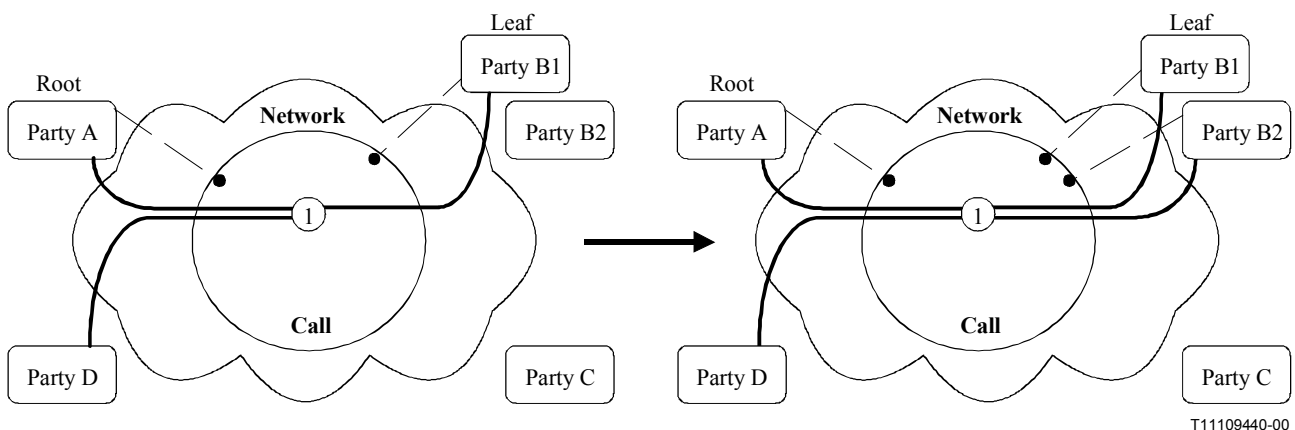 Leaf
Party B1
Root
Network
Party A
Party B2
1
Call
Party D
Party C
Leaf
Party B1
Root
Network
Party A
Party B2
1
Call
Party D
Party C
T11109440-00